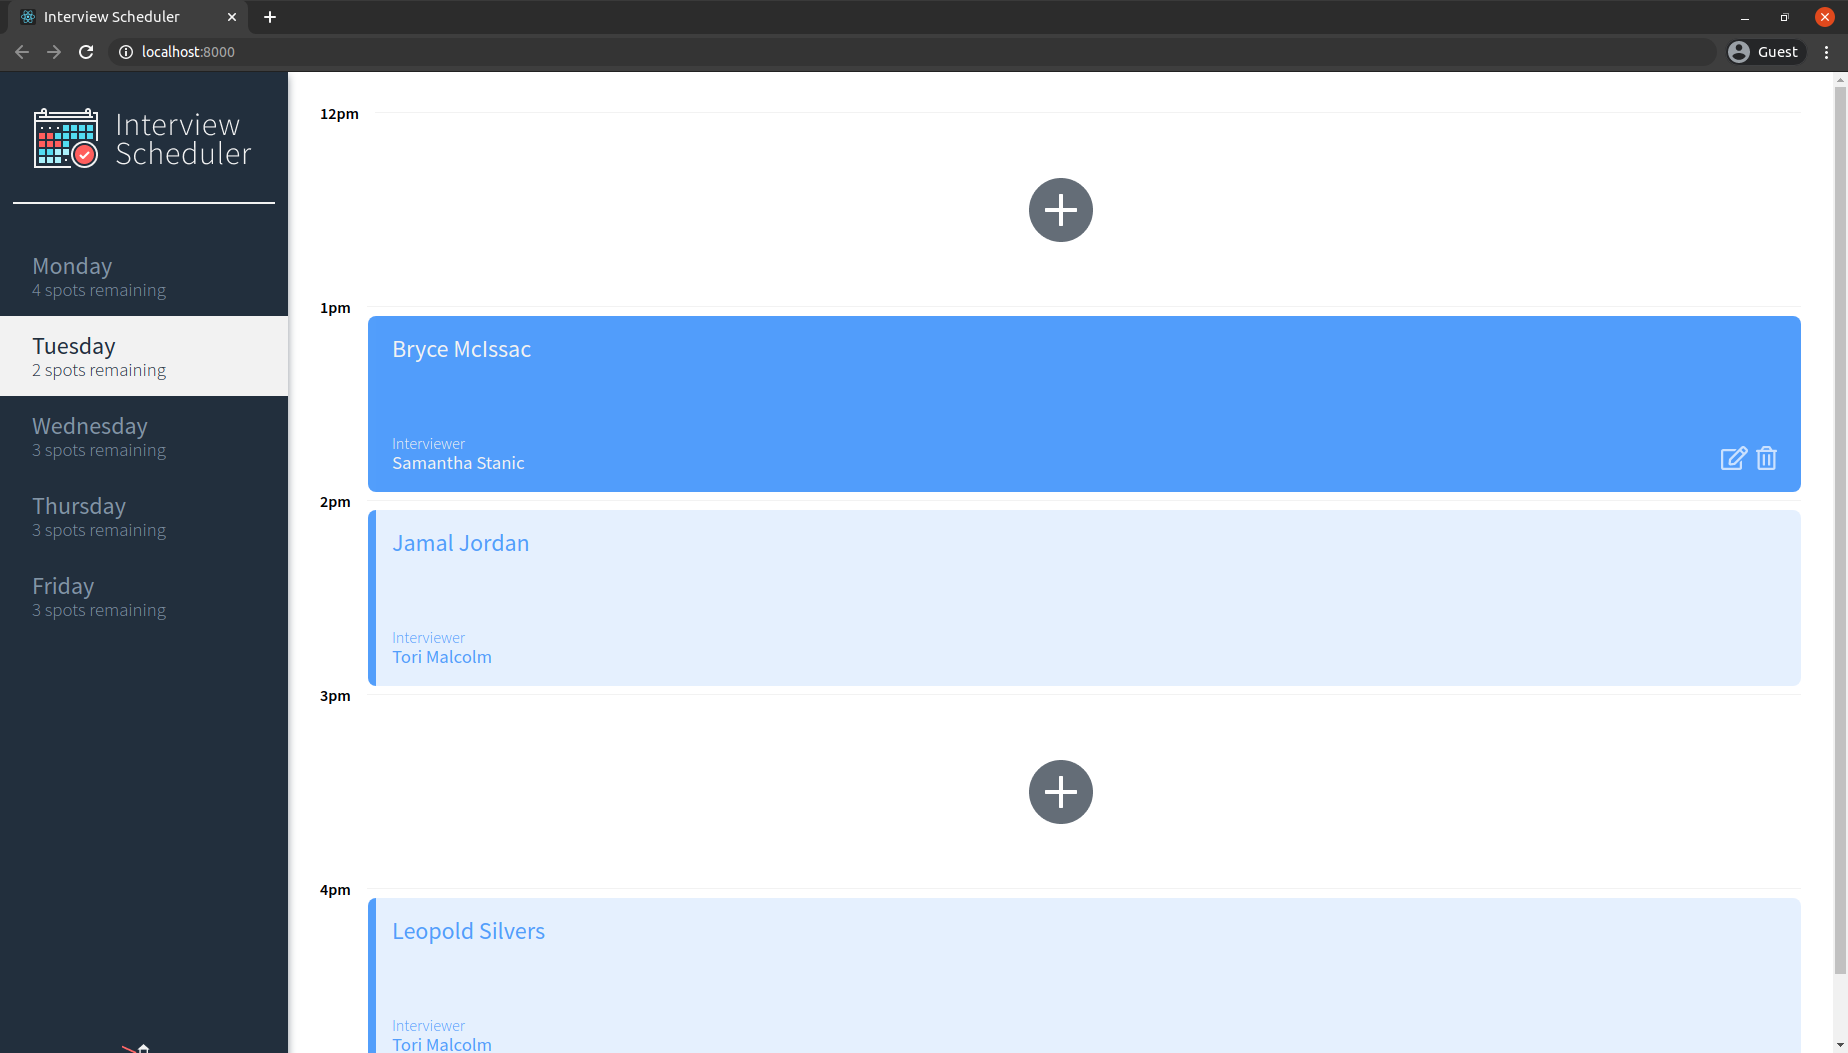 Interview Scheduler
localhost:8000
Guest
Interview
Scheduler
Monday
4 spots remaining
Tuesday
2 spots remaining
Wednesday
3 spots remaining
Thursday
3 spots remaining
Friday
3 spots remaining
12pm
1pm
Bryce McIssac
Interviewer
Samantha Stanic
2pm
Jamal Jordan
Interviewer
Tori Malcolm
3pm
4pm
Leopold Silvers
Interviewer
Tori Malcolm